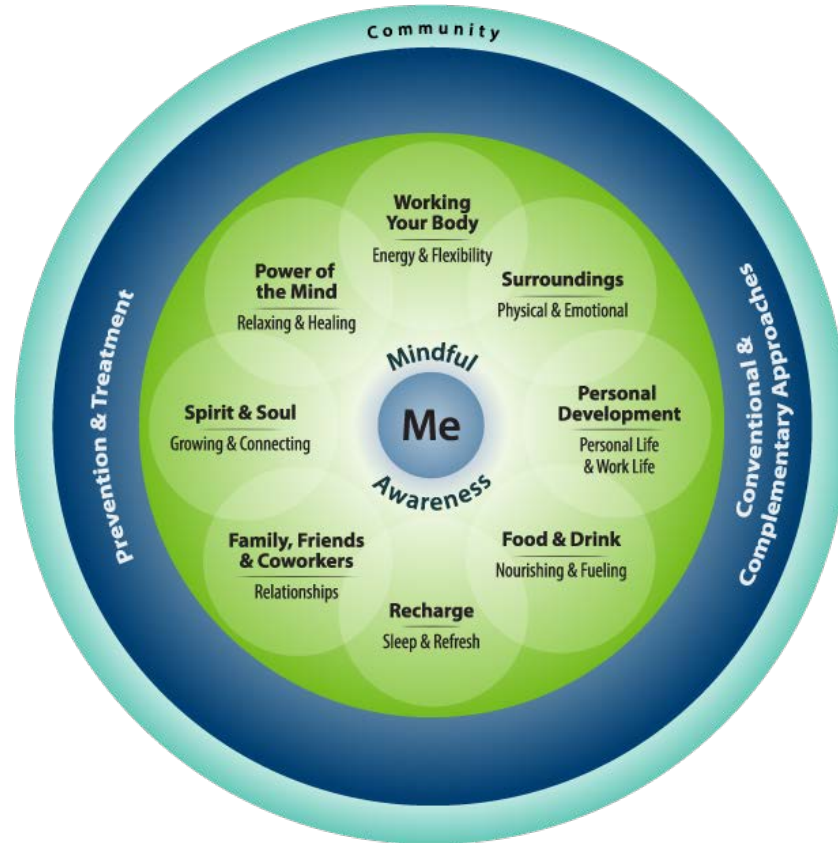 Community
Working
Your Body
Energy & Flexibility
Surroundings
Physical & Emotional
Personal
Development
Personal Life
& Work Life
Food & Drink
Nourishing & Fueling
Recharge
Sleep & Refresh
Family, Friends
& Coworkers
Relationships
Spirit & Soul
Growing & Connecting
Power of
the Mind
Relaxing & Healing
Mindful
Me
Awareness
Prevention & Treatment
Conventional &
Complementary Approaches